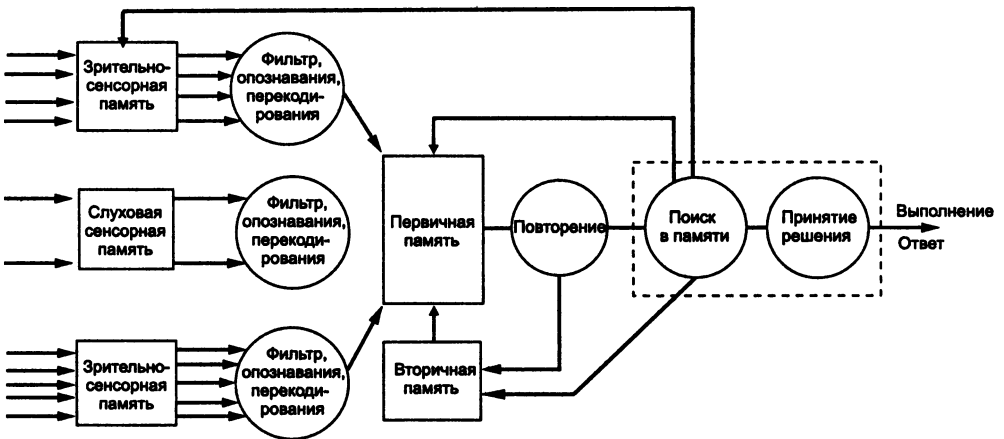 Зрительно-
сенсорная
память
Фильтр,
опознавания,
перекоди-
рования
Слуховая
сенсорная
память
Фильтр,
опознавания,
перекоди-
рования
Зрительно-
сенсорная
память
Фильтр,
опознавания,
перекоди-
рования
Первичная
память
Вторичная
память
Повторение
Поиск
в памяти
Принятие
решения
Выполнение
Ответ